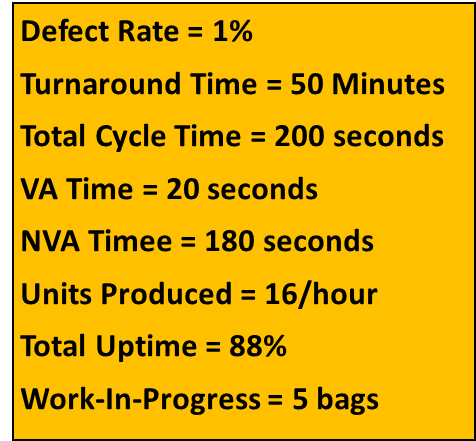 Defect Rate = 1%
Turnaround Time = 50 Minutes
Total Cycle Time = 200 seconds
VA Time = 20 seconds
NVA Timee = 180 seconds
Units Produced = 16/hour
Total Uptime = 88%
Work-In-Progress = 5 bags